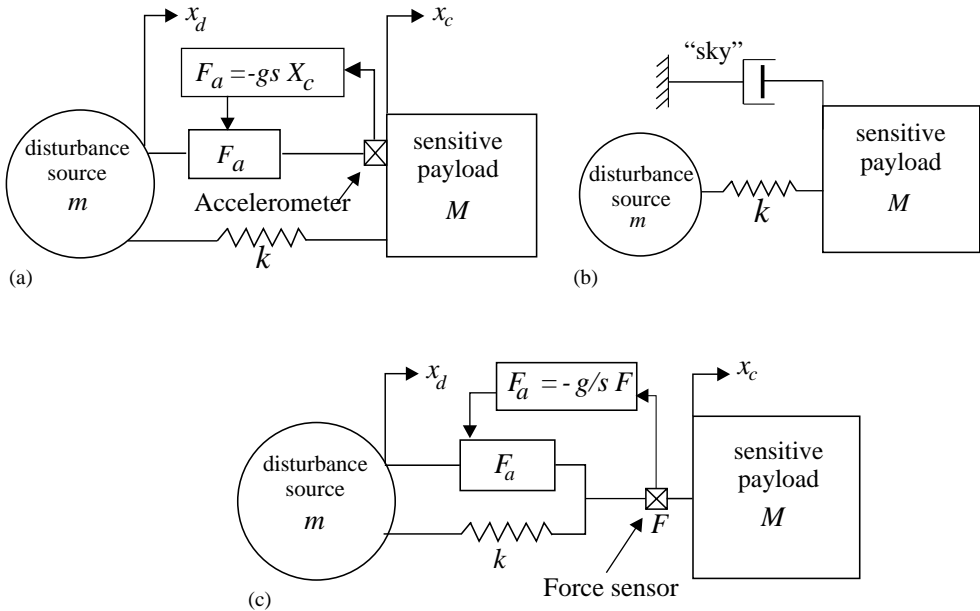 x_d
x_c
F_a = -gs X_c
disturbance
source
m
F_a
Accelerometer
sensitive
payload
M
k
(a)
“sky”
disturbance
source
m
k
sensitive
payload
M
(b)
x_d
F_a = - g/s F
x_c
disturbance
source
m
F_a
k
F
Force sensor
sensitive
payload
M
(c)